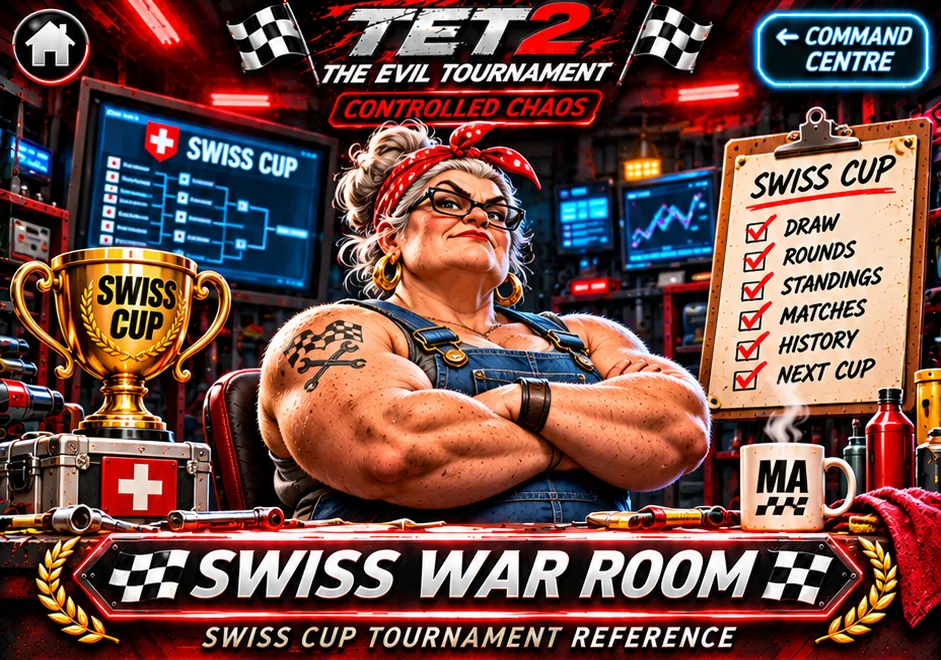 TET2
THE EVIL TOURNAMENT
CONTROLLED CHAOS
← COMMAND
CENTRE
SWISS CUP
SWISS
CUP
SWISS CUP
DRAW
ROUNDS
STANDINGS
MATCHES
HISTORY
NEXT CUP
MA
SWISS WAR ROOM
SWISS CUP TOURNAMENT REFERENCE